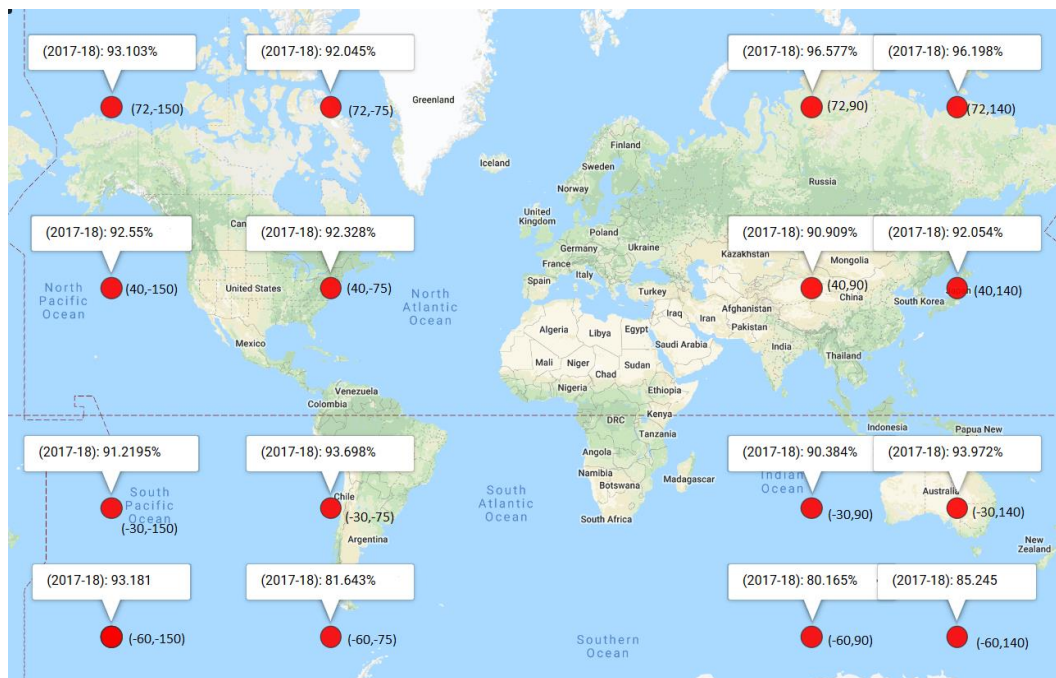 (2017-18): 93.103%
(2017-18): 92.045%
(2017-18): 96.577%
(2017-18): 96.198%
Greenland
(72,-150)
(72,-75)
(72,90)
(72,140)
Finland
Iceland
Sweden
Norway
Russia
United
Kingdom
(2017-18): 92.55%
(2017-18): 92.328%
(2017-18): 90.909%
(2017-18): 92.054%
Poland
Germany
Ukraine
Kazakhstan
Mongolia
France
Italy
Spain
Turkey
North
Pacific
Ocean
(40,-150)
United States
(40,-75)
North
Atlantic
Ocean
(40,90)
China
South Korea
(40,140)
Iraq
Iran
Afghanistan
Pakistan
Algeria
Libya
Egypt
Saudi Arabia
India
Mexico
Thailand
Mali
Niger
Chad
Sudan
Nigeria
Ethiopia
Venezuela
Colombia
DRC
Kenya
Tanzania
Indonesia
Papua New
(2017-18): 91.2195%
(2017-18): 93.698%
(2017-18): 90.384%
(2017-18): 93.972%
Angola
Namibia
Botswana
Madagascar
Indian
Ocean
South
Pacific
Ocean
(-30,-150)
Chile
(-30,-75)
Argentina
South
Atlantic
Ocean
South Africa
(-30,90)
Australia
(-30,140)
New
Zealand
(2017-18): 93.181
(2017-18): 81.643%
(2017-18): 80.165%
(2017-18): 85.245
(-60,-150)
(-60,-75)
Southern
Ocean
(-60,90)
(-60,140)